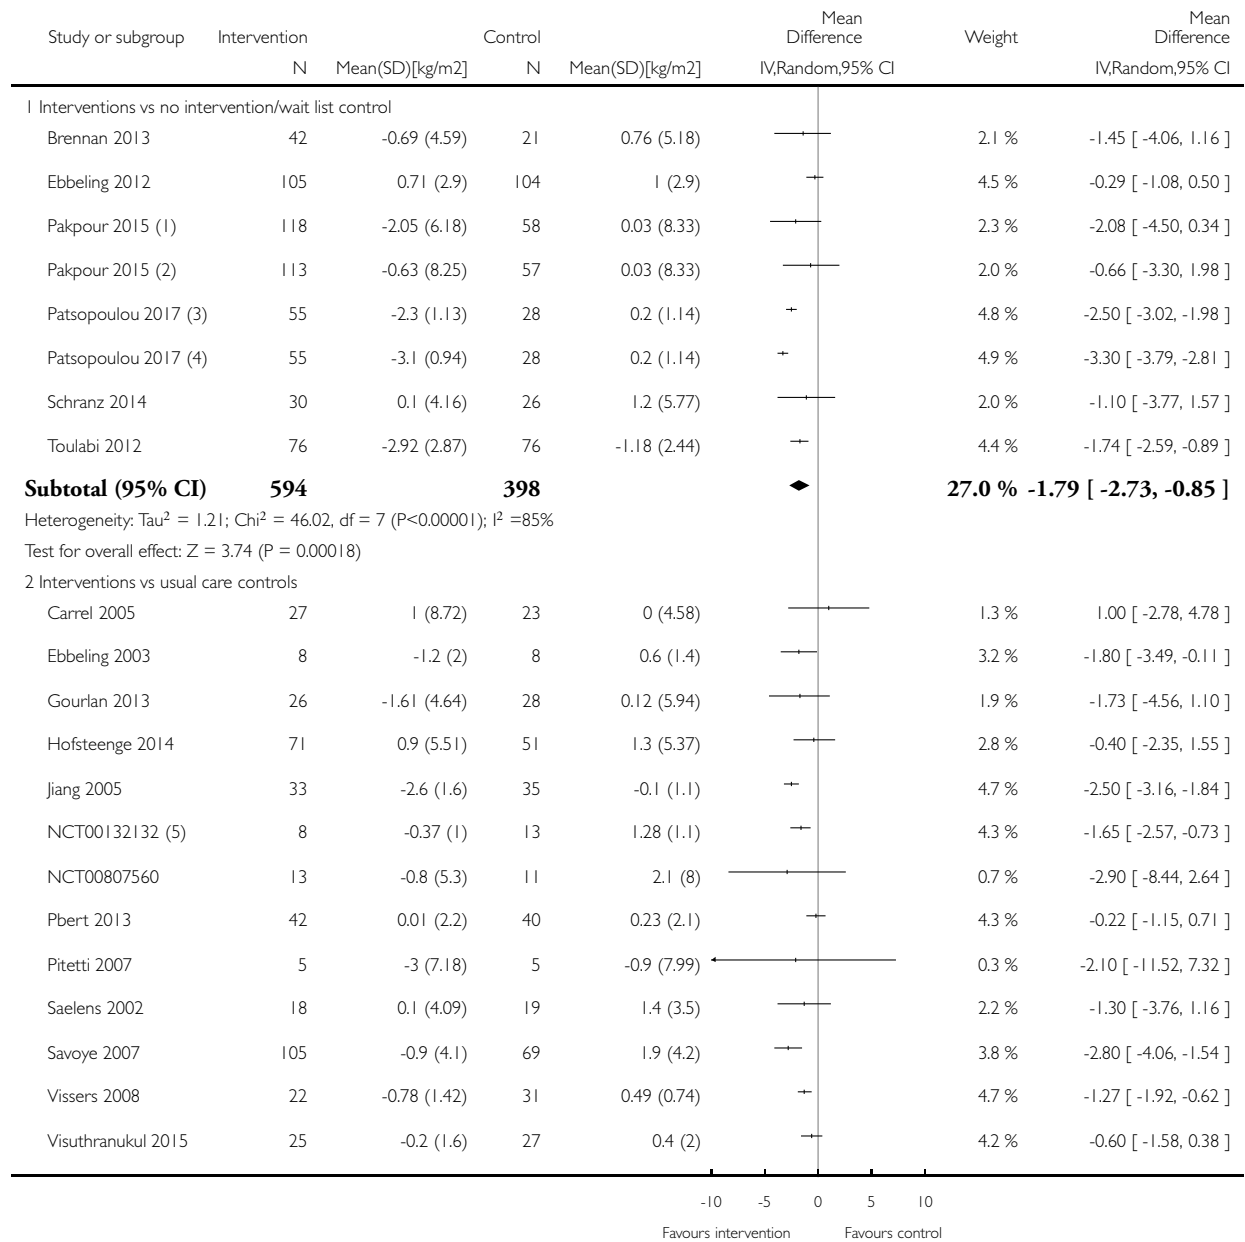 Mean Mean
Study or subgroup Intervention Control Difference Weight Difference
N Mean(SD)[kg/m2] N Mean(SD)[kg/m2] IV,Random,95% CI IV,Random,95% CI
1 Interventions vs no intervention/wait list control
Brennan 2013 42 -0.69 (4.59) 21 0.76 (5.18) 2.1 % -1.45 [ -4.06, 1.16 ]
Ebbeling 2012 105 0.71 (2.9) 104 1 (2.9) 4.5 % -0.29 [ -1.08, 0.50 ]
Pakpour 2015 (1) 118 -2.05 (6.18) 58 0.03 (8.33) 2.3 % -2.08 [ -4.50, 0.34 ]
Pakpour 2015 (2) 113 -0.63 (8.25) 57 0.03 (8.33) 2.0 % -0.66 [ -3.30, 1.98 ]
Patsopoulou 2017 (3) 55 -2.3 (1.13) 28 0.2 (1.14) 4.8 % -2.50 [ -3.02, -1.98 ]
Patsopoulou 2017 (4) 55 -3.1 (0.94) 28 0.2 (1.14) 4.9 % -3.30 [ -3.79, -2.81 ]
Schranz 2014 30 0.1 (4.16) 26 1.2 (5.77) 2.0 % -1.10 [ -3.77, 1.57 ]
Toulabi 2012 76 -2.92 (2.87) 76 -1.18 (2.44) 4.4 % -1.74 [ -2.59, -0.89 ]
Subtotal (95% CI) 594 398 27.0 % -1.79 [ -2.73, -0.85 ]
Heterogeneity: Tau² = 1.21; Chi² = 46.02, df = 7 (P<0.00001); I² =85%
Test for overall effect: Z = 3.74 (P = 0.00018)
2 Interventions vs usual care controls
Carrel 2005 27 1 (8.72) 23 0 (4.58) 1.3 % 1.00 [ -2.78, 4.78 ]
Ebbeling 2003 8 -1.2 (2) 8 0.6 (1.4) 3.2 % -1.80 [ -3.49, -0.11 ]
Gourlan 2013 26 -1.61 (4.64) 28 0.12 (5.94) 1.9 % -1.73 [ -4.56, 1.10 ]
Hofsteenge 2014 71 0.9 (5.51) 51 1.3 (5.37) 2.8 % -0.40 [ -2.35, 1.55 ]
Jiang 2005 33 -2.6 (1.6) 35 -0.1 (1.1) 4.7 % -2.50 [ -3.16, -1.84 ]
NCT00132132 (5) 8 -0.37 (1) 13 1.28 (1.1) 4.3 % -1.65 [ -2.57, -0.73 ]
NCT00807560 13 -0.8 (5.3) 11 2.1 (8) 0.7 % -2.90 [ -8.44, 2.64 ]
Pbert 2013 42 0.01 (2.2) 40 0.23 (2.1) 4.3 % -0.22 [ -1.15, 0.71 ]
Pitetti 2007 5 -3 (7.18) 5 -0.9 (7.99) 0.3 % -2.10 [ -11.52, 7.32 ]
Saelens 2002 18 0.1 (4.09) 19 1.4 (3.5) 2.2 % -1.30 [ -3.76, 1.16 ]
Savoye 2007 105 -0.9 (4.1) 69 1.9 (4.2) 3.8 % -2.80 [ -4.06, -1.54 ]
Vissers 2008 22 -0.78 (1.42) 31 0.49 (0.74) 4.7 % -1.27 [ -1.92, -0.62 ]
Visuthranukul 2015 25 -0.2 (1.6) 27 0.4 (2) 4.2 % -0.60 [ -1.58, 0.38 ]
-10 -5 0 5 10
Favours intervention Favours control